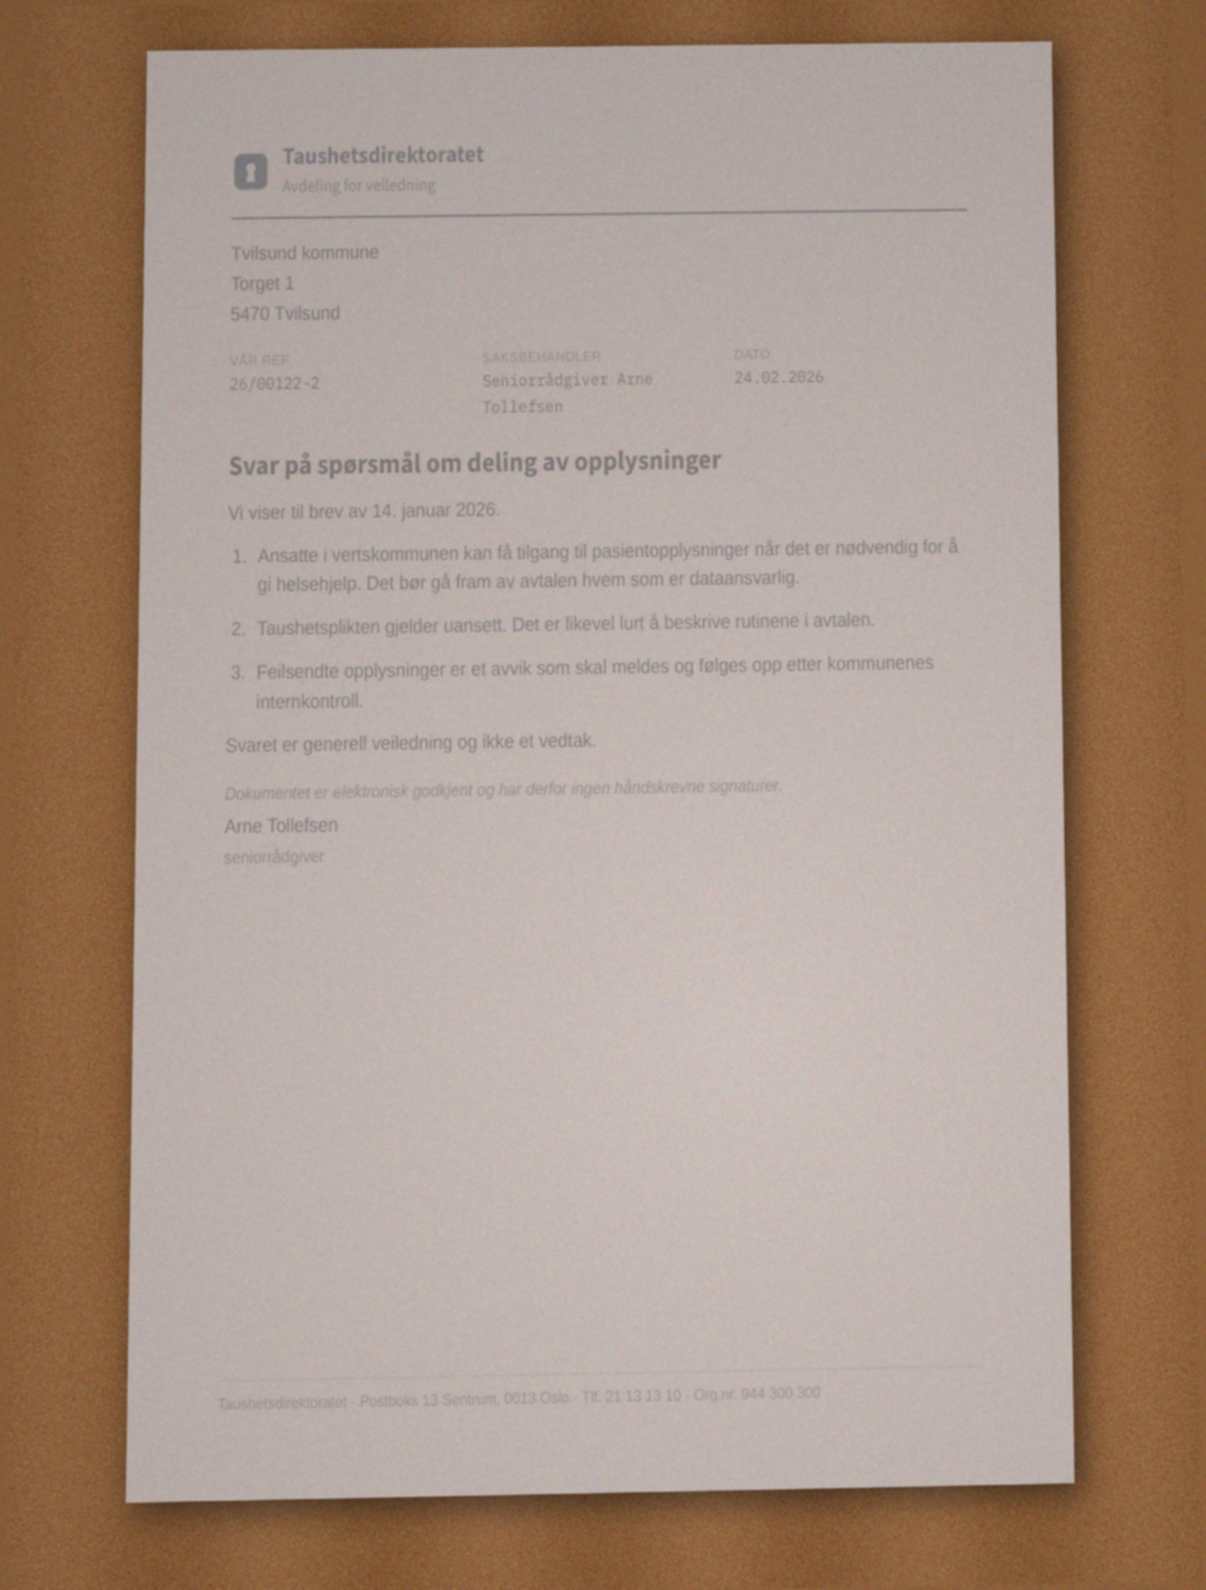 Taushetsdirektoratet
Avdeling for veiledning
Tvilsund kommune
Torget 1
5470 Tvilsund
VÅR REF. SAKSBEHANDLER DATO
26/00122-2 Seniorrådgiver Arne Tollefsen 24.02.2026
Svar på spørsmål om deling av opplysninger
Vi viser til brev av 14. januar 2026.
1. Ansatte i vertskommunen kan få tilgang til pasientopplysninger når det er nødvendig for å
gi helsehjelp. Det bør gå fram av avtalen hvem som er dataansvarlig.
2. Taushetsplikten gjelder uansett. Det er likevel lurt å beskrive rutinene i avtalen.
3. Feilsendte opplysninger er et avvik som skal meldes og følges opp etter kommunenes
internkontroll.
Svaret er generell veiledning og ikke et vedtak.
Dokumentet er elektronisk godkjent og har derfor ingen håndskrevne signaturer.
Arne Tollefsen
seniorrådgiver
Taushetsdirektoratet · Postboks 13 Sentrum, 0013 Oslo · Tlf. 21 13 13 10 · Org.nr. 944 300 300